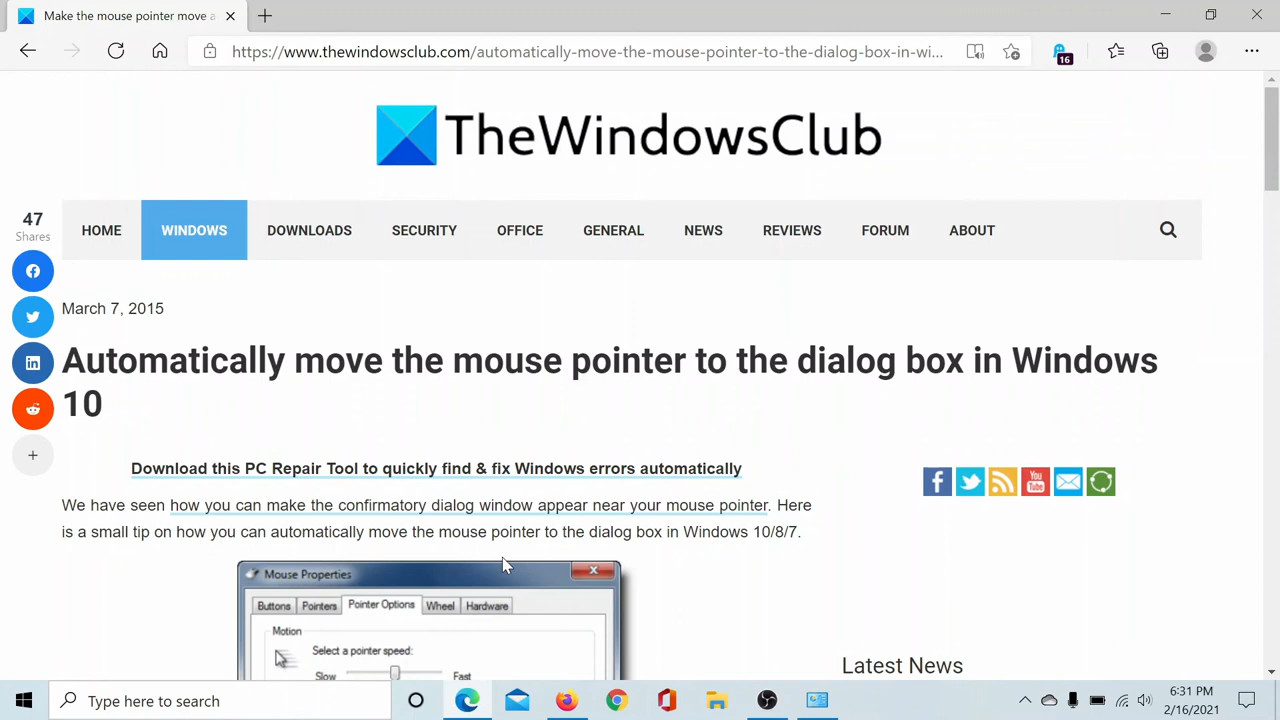 Make the mouse pointer move a
https://www.thewindowsclub.com/automatically-move-the-mouse-pointer-to-the-dialog-box-in-wi...
16
TheWindowsClub
47
Shares
HOME
WINDOWS
DOWNLOADS
SECURITY
OFFICE
GENERAL
NEWS
REVIEWS
FORUM
ABOUT
March 7, 2015
Automatically move the mouse pointer to the dialog box in Windows
10
Download this PC Repair Tool to quickly find & fix Windows errors automatically
We have seen how you can make the confirmatory dialog window appear near your mouse pointer. Here
is a small tip on how you can automatically move the mouse pointer to the dialog box in Windows 10/8/7.
You
Tube
Mouse Properties
Buttons
Pointers
Pointer Options
Wheel
Hardware
Motion
Select a pointer speed:
Slow
Fast
Latest News
Type here to search
6:31 PM
2/16/2021